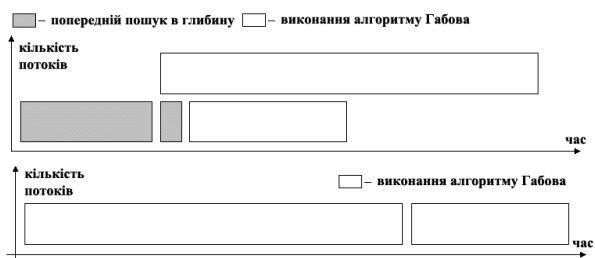 – попередній пошук в глибину – виконання алгоритму Габова
кількість
потоків
час
кількість
потоків
– виконання алгоритму Габова
час